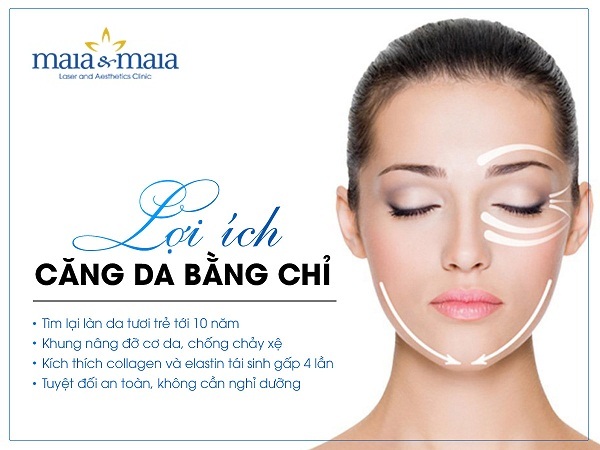 maia & maia
Laser and Aesthetics Clinic
Lợi ích
CĂNG DA BẰNG CHỈ
• Tìm lại làn da tươi trẻ tới 10 năm
• Khung nâng đỡ cơ da, chống chảy xệ
• Kích thích collagen và elastin tái sinh gấp 4 lần
• Tuyệt đối an toàn, không cần nghỉ dưỡng